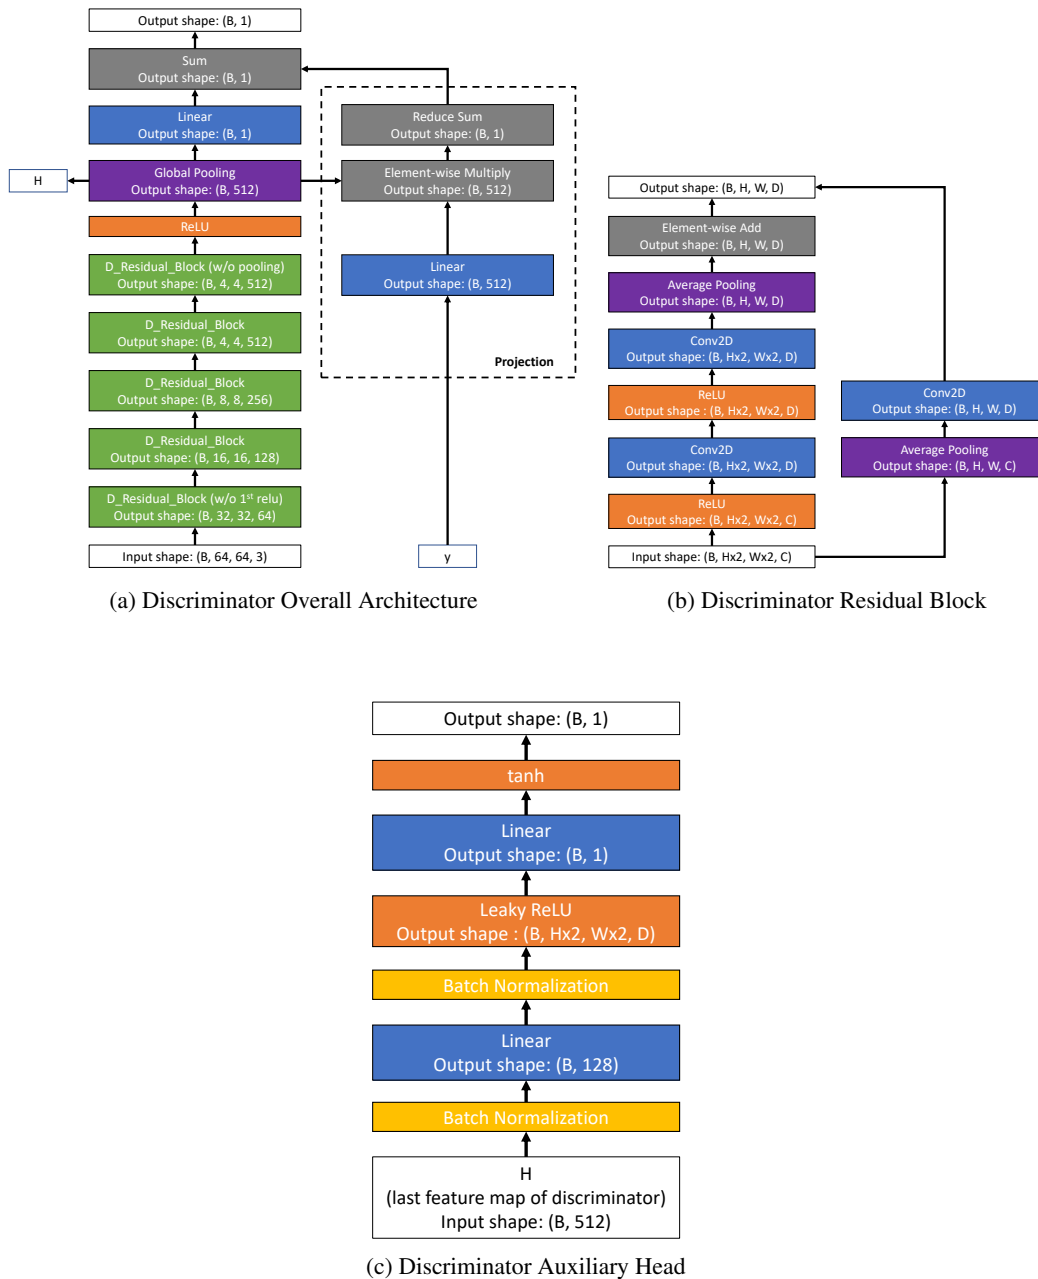 Output shape: (B, 1)
Sum
Output shape: (B, 1)
Linear
Output shape: (B, 1)
H
Global Pooling
Output shape: (B, 512)
ReLU
D_Residual_Block (w/o pooling)
Output shape: (B, 4, 4, 512)
D_Residual_Block
Output shape: (B, 4, 4, 512)
D_Residual_Block
Output shape: (B, 8, 8, 256)
D_Residual_Block
Output shape: (B, 16, 16, 128)
D_Residual_Block (w/o 1st relu)
Output shape: (B, 32, 32, 64)
Input shape: (B, 64, 64, 3)
Reduce Sum
Output shape: (B, 1)
Element-wise Multiply
Output shape: (B, 512)
Linear
Output shape: (B, 512)
Projection
y
(a) Discriminator Overall Architecture
Output shape: (B, H, W, D)
Element-wise Add
Output shape: (B, H, W, D)
Average Pooling
Output shape: (B, H, W, D)
Conv2D
Output shape: (B, Hx2, Wx2, D)
ReLU
Output shape : (B, Hx2, Wx2, D)
Conv2D
Output shape: (B, Hx2, Wx2, D)
ReLU
Output shape: (B, Hx2, Wx2, C)
Input shape: (B, Hx2, Wx2, C)
Conv2D
Output shape: (B, H, W, D)
Average Pooling
Output shape: (B, H, W, C)
(b) Discriminator Residual Block
Output shape: (B, 1)
tanh
Linear
Output shape: (B, 1)
Leaky ReLU
Output shape : (B, Hx2, Wx2, D)
Batch Normalization
Linear
Output shape: (B, 128)
Batch Normalization
H
(last feature map of discriminator)
Input shape: (B, 512)
(c) Discriminator Auxiliary Head